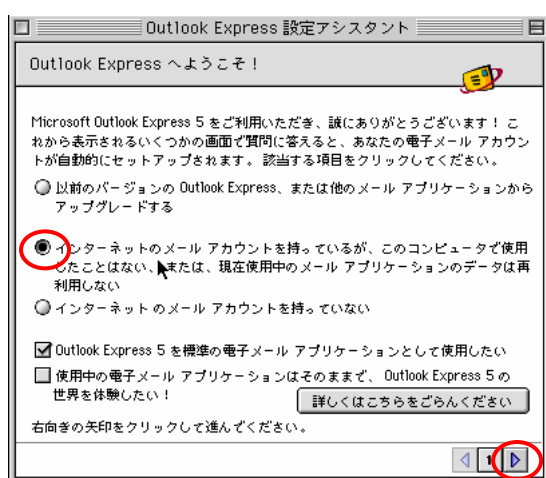 Outlook Express 設定アシスタント
Outlook Express へようこそ！
Microsoft Outlook Express 5 をご利用いただき、誠にありがとうございます！ こ
れから表示されるいくつかの画面で質問に答えると、あなたの電子メール アカウン
トが自動的にセットアップされます。 該当する項目をクリックしてください。
以前のバージョンの Outlook Express、または他のメール アプリケーションから
アップグレードする
インターネットのメール アカウントを持っているが、このコンピュータで使用
したことはない、または、現在使用中のメール アプリケーションのデータは再
利用しない
インターネット のメール アカウントを持っていない
Outlook Express 5 を標準の電子メール アプリケーションとして使用したい
使用中の電子メール アプリケーションはそのままで、 Outlook Express 5 の
世界を体験したい！
詳しくはこちらをごらんください
右向きの矢印をクリックして進んでください。
1